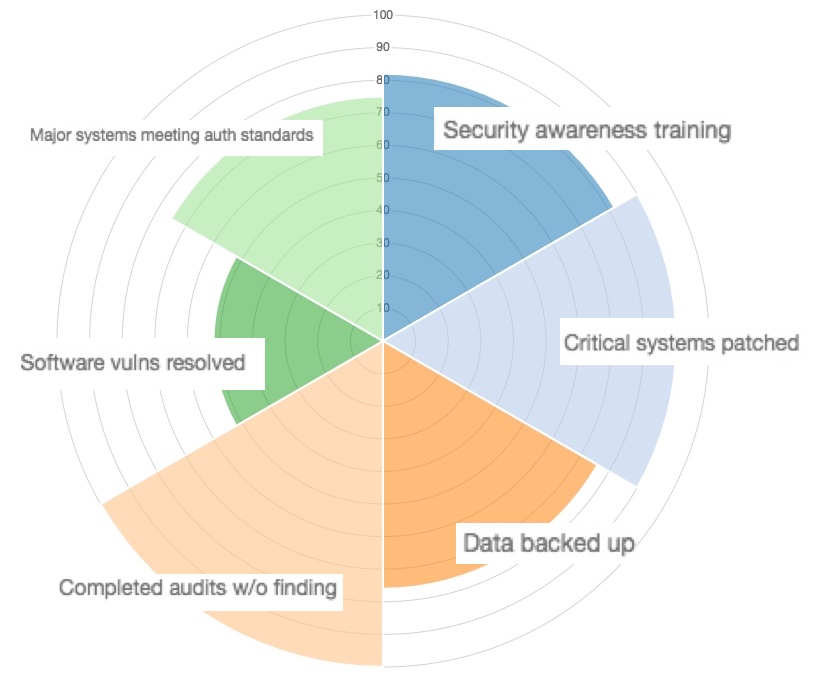 100
90
80
70
60
50
40
30
20
10
Security awareness training
Major systems meeting auth standards
Critical systems patched
Software vulns resolved
Data backed up
Completed audits w/o finding